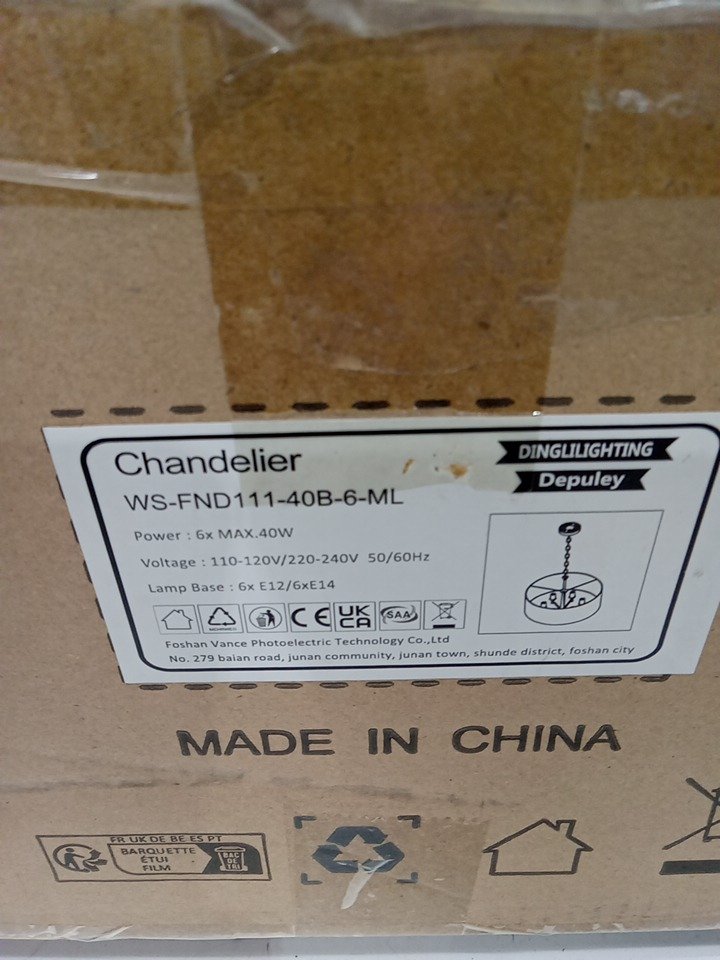 Chandelier
DINGLILIGHTING
Depuley
WS-FND111-40B-6-ML
Power : 6x MAX.40W
Voltage : 110-120V/220-240V 50/60Hz
Lamp Base : 6x E12/6xE14
CE
UK
CA
SAA
Foshan Vance Photoelectric Technology Co.,Ltd
No. 279 baian road, junan community, junan town, shunde district, foshan city
MADE IN CHINA
FR UK DE BE ES PT
BARQUETTE
ÉTUI
FILM
BAC
DE
TRI